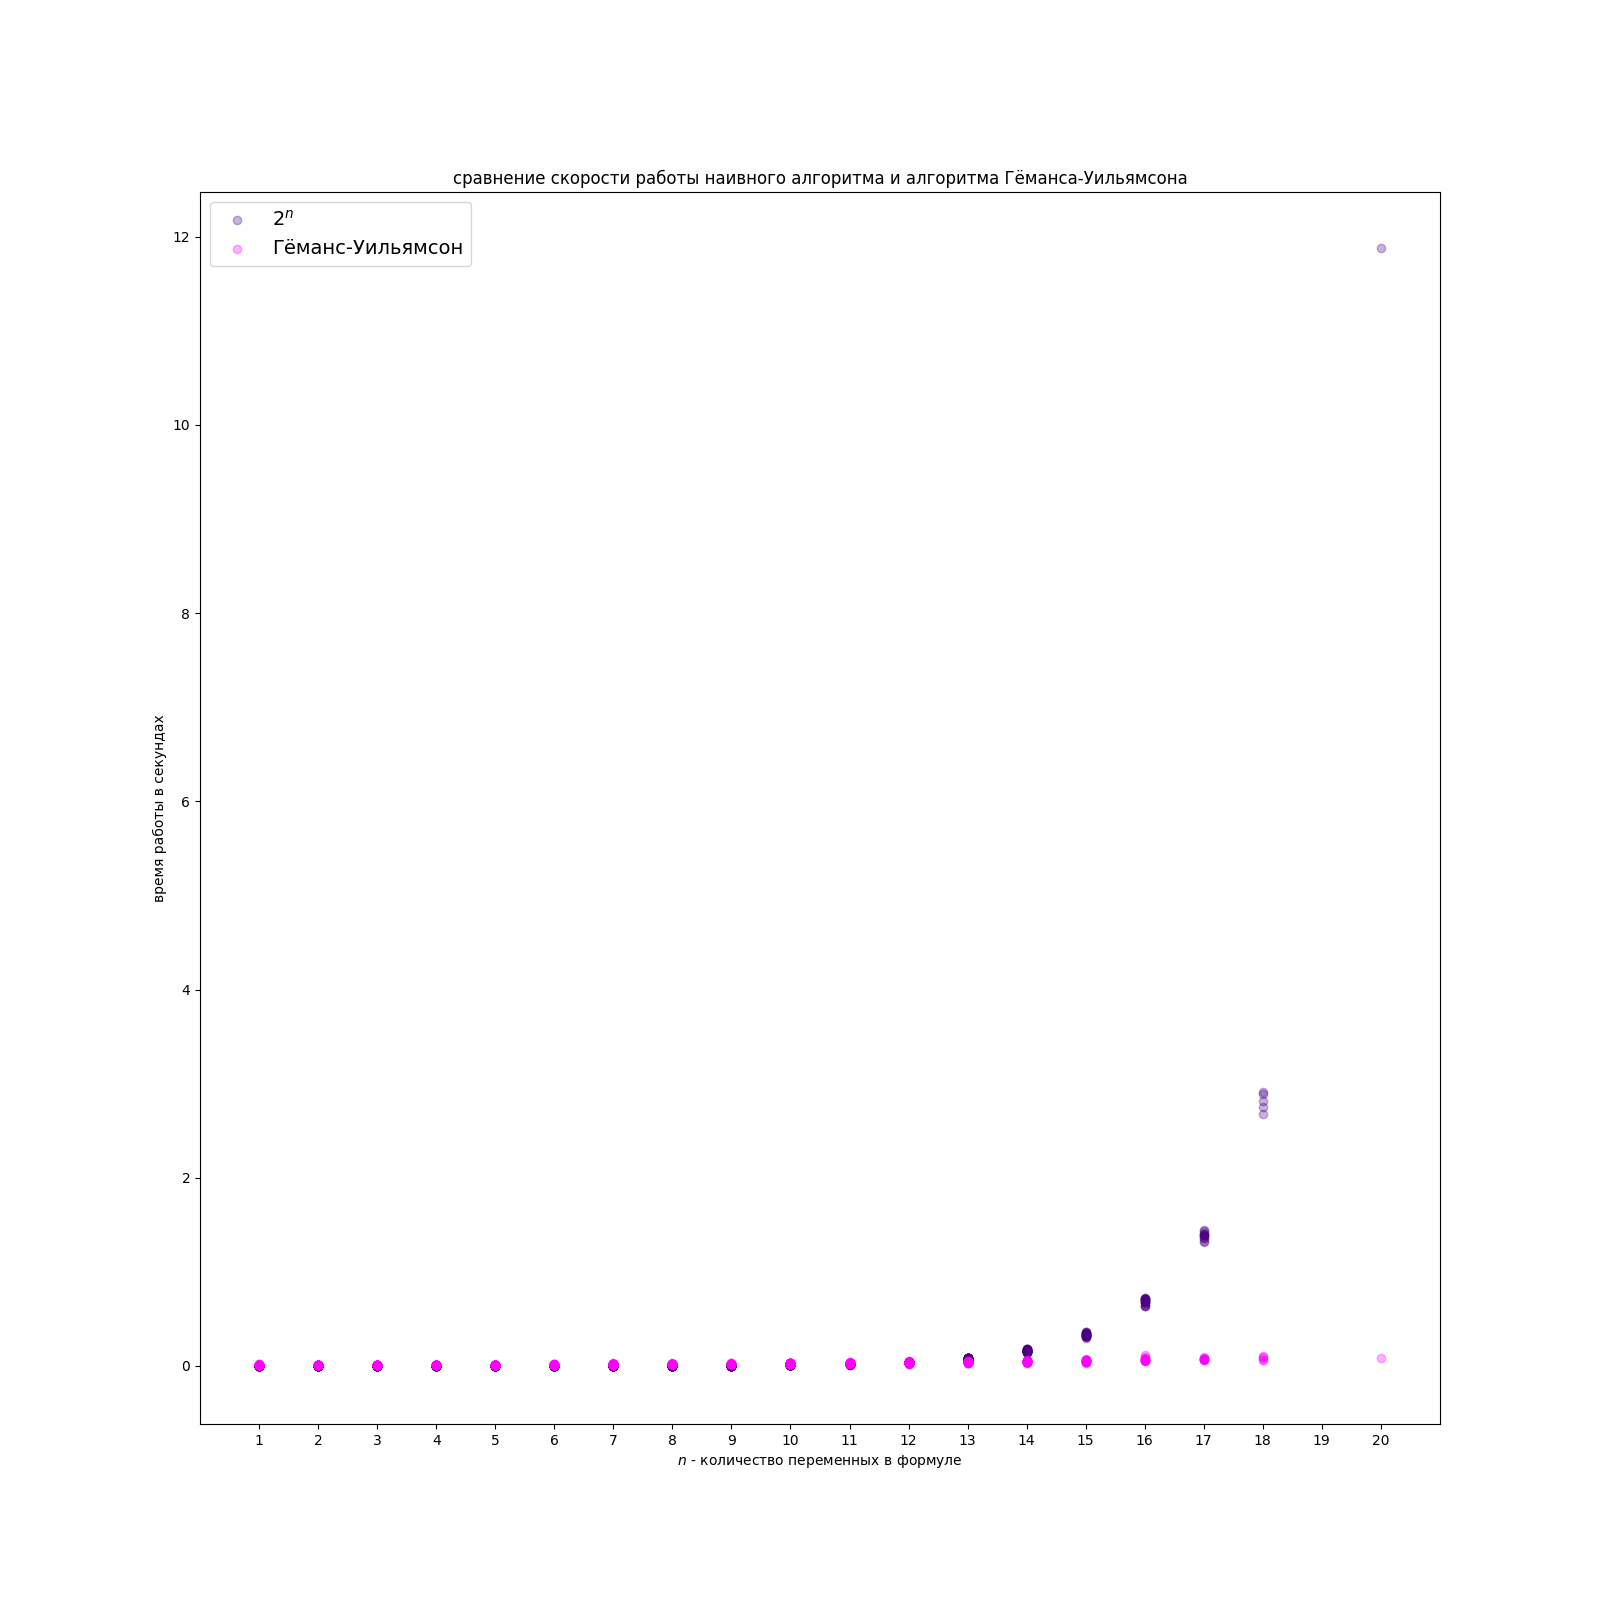 сравнение скорости работы наивного алгоритма и алгоритма Гёманса-Уильямсона
2ⁿ
Гёманс-Уильямсон
12
10
8
6
4
2
0
время работы в секундах
1 2 3 4 5 6 7 8 9 10 11 12 13 14 15 16 17 18 19 20
n - количество переменных в формуле